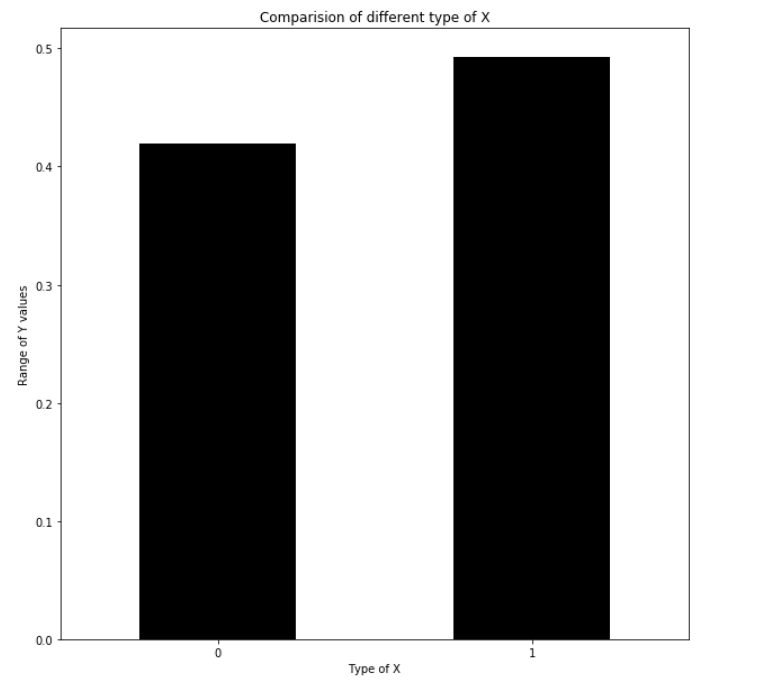 Comparision of different type of X
Range of Y values
0.5
0.4
0.3
0.2
0.1
0.0
0 1
Type of X